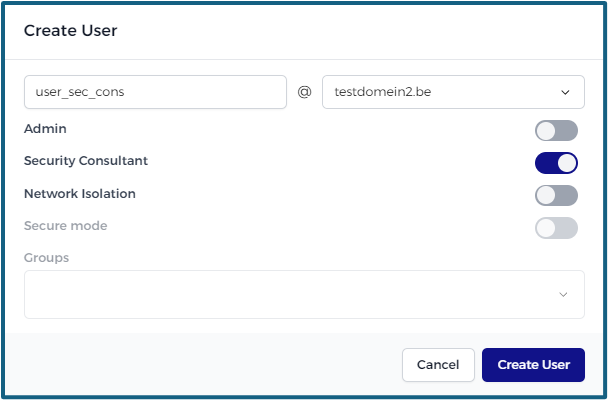 Create User
user_sec_cons @ testdomein2.be
Admin
Security Consultant
Network Isolation
Secure mode
Groups
Cancel Create User